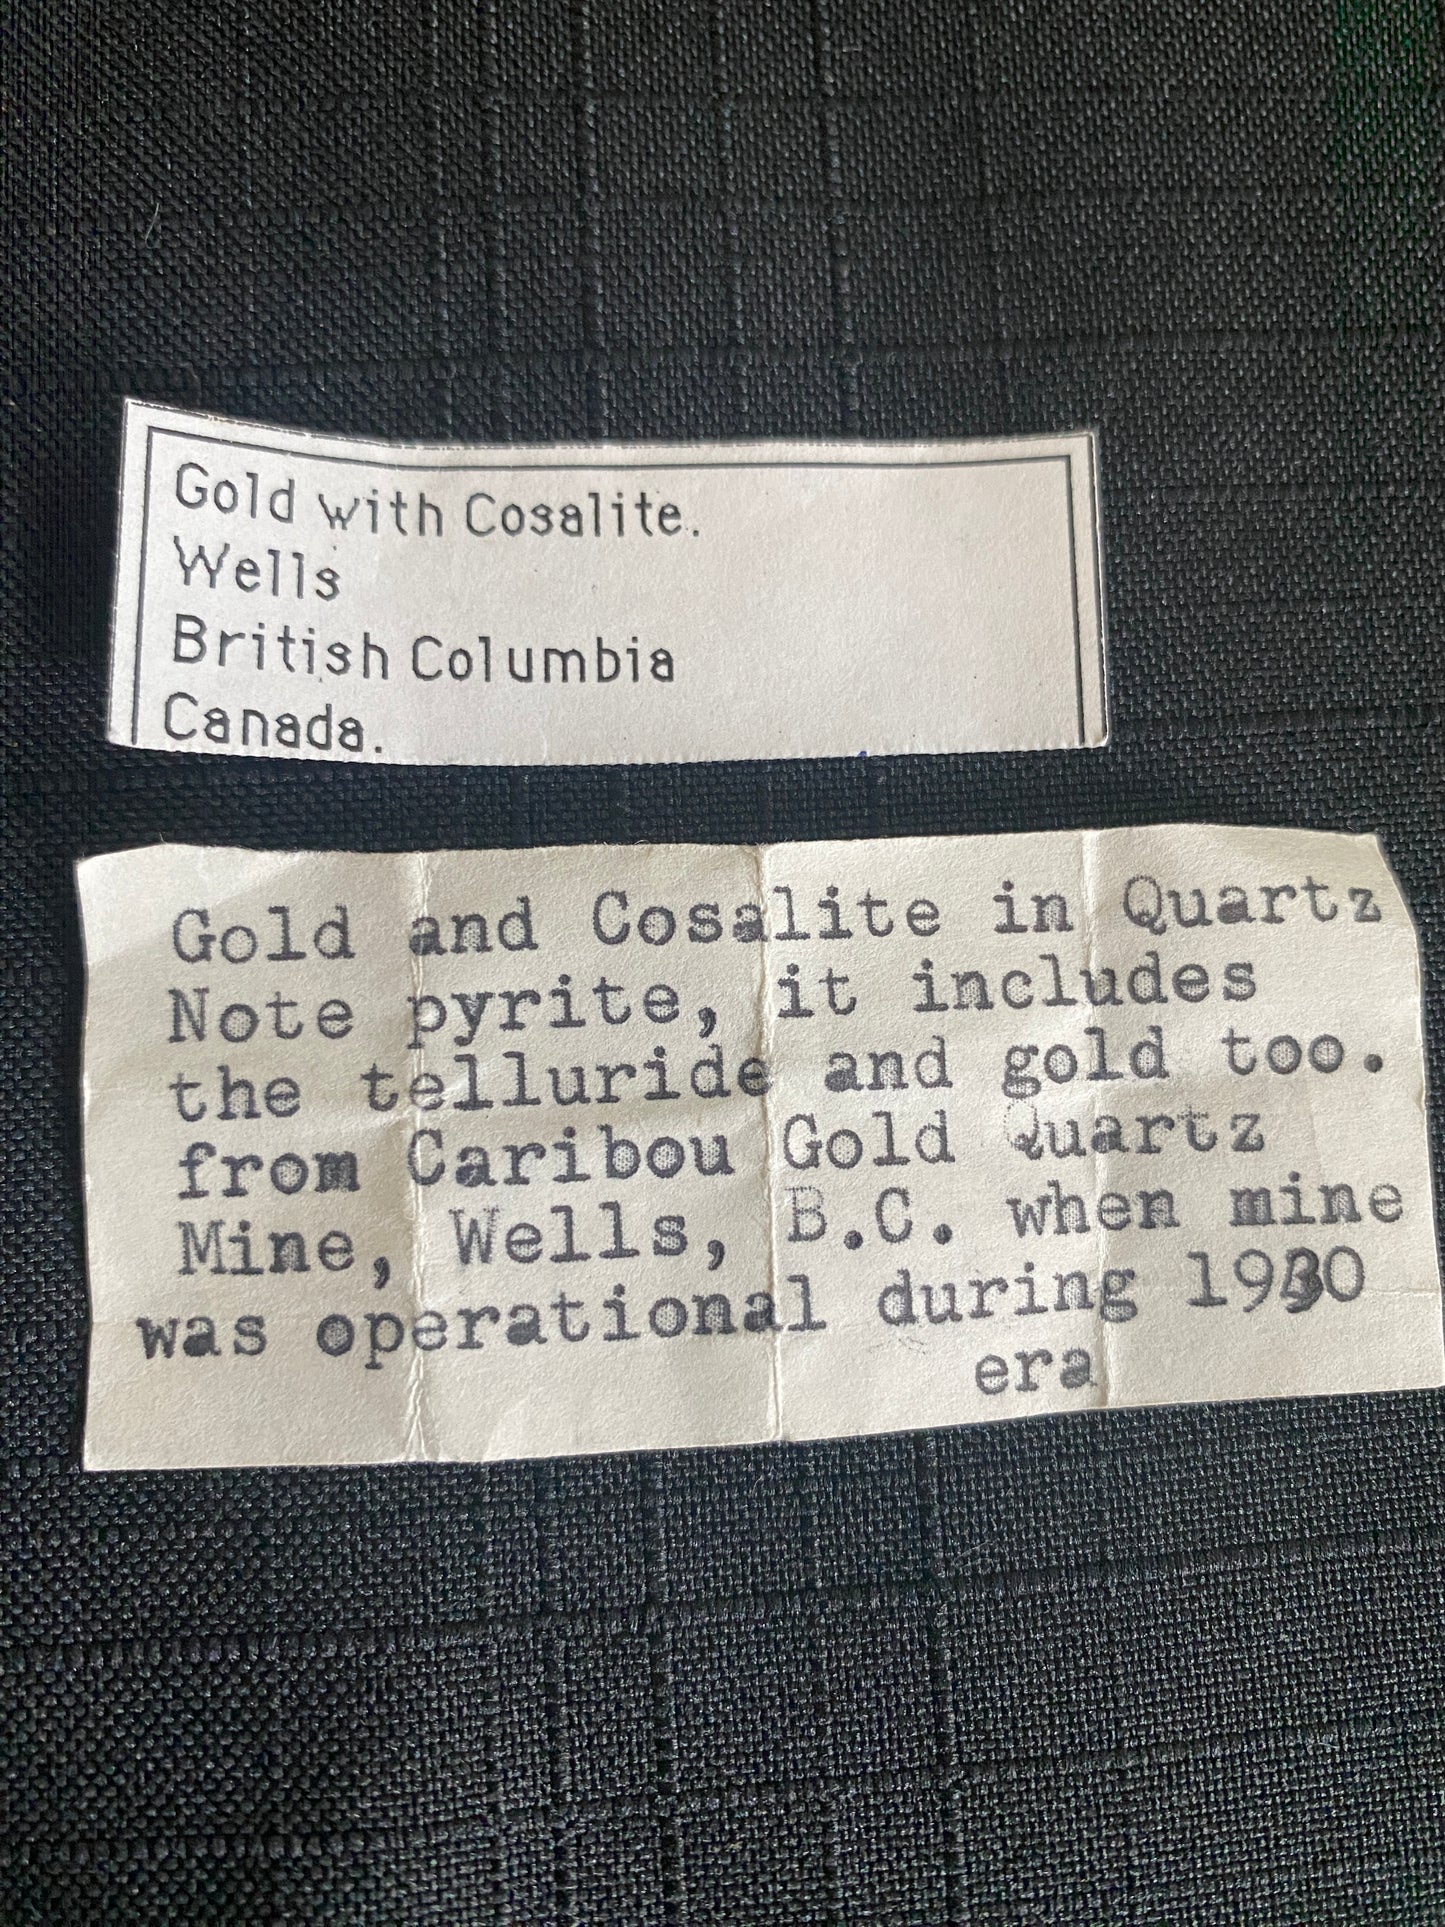 Gold with Cosalite.
Wells
British Columbia
Canada.
Gold and Cosalite in Quartz
Note pyrite, it includes
the telluride and gold too.
from Caribou Gold Quartz
Mine, Wells, B.C. when mine
was operational during 1930
era